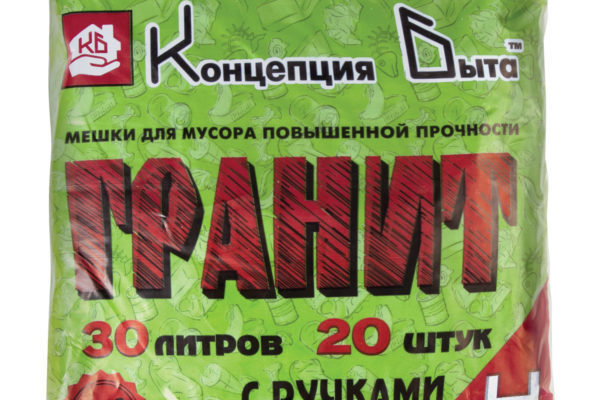 КБ
Концепция Быта™
МЕШКИ ДЛЯ МУСОРА ПОВЫШЕННОЙ ПРОЧНОСТИ
ГРАНИТ
30 ЛИТРОВ 20 ШТУК
С РУЧКАМИ